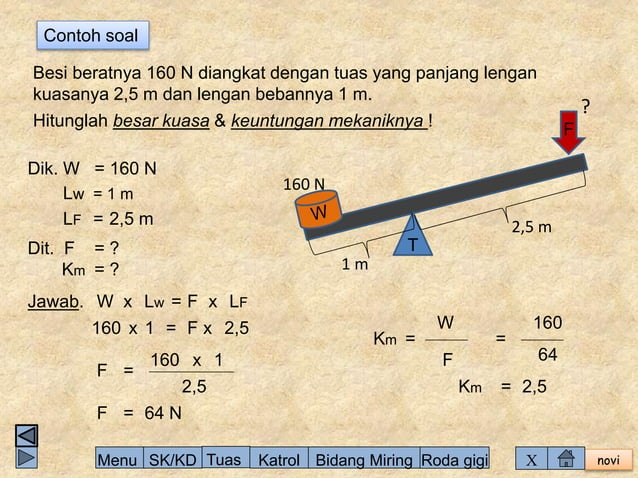 Contoh soal
Besi beratnya 160 N diangkat dengan tuas yang panjang lengan
kuasanya 2,5 m dan lengan bebannya 1 m.
Hitunglah besar kuasa & keuntungan mekaniknya !
?
F
160 N
W
T
2,5 m
1 m
Dik. W = 160 N
Lw = 1 m
LF = 2,5 m
Dit. F = ?
Km = ?
Jawab. W x Lw = F x LF
160 x 1 = F x 2,5
F = 160 x 1
2,5
F = 64 N
Km = W = 160
F 64
Km = 2,5
Menu SK/KD Tuas Katrol Bidang Miring Roda gigi X novi